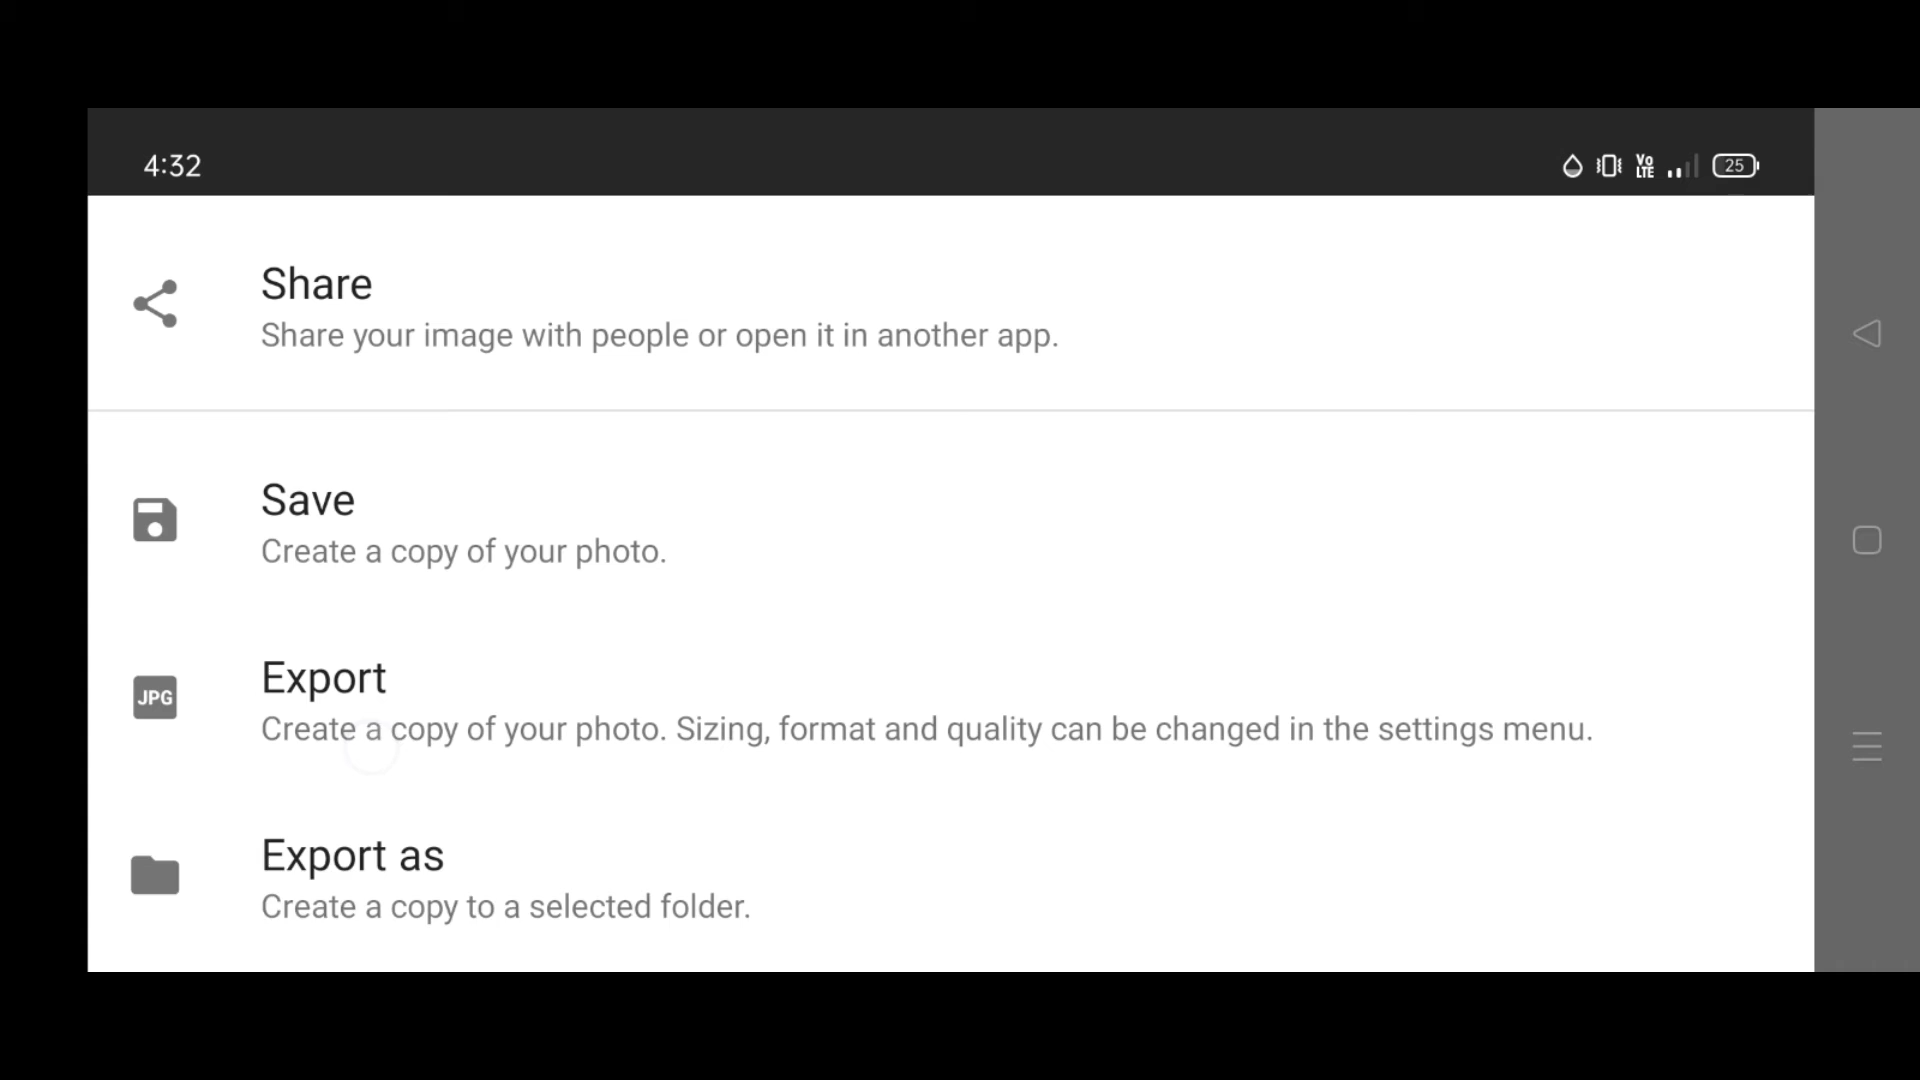 4:32
Vo
LTE
25
Share
Share your image with people or open it in another app.
Save
Create a copy of your photo.
JPG
Export
Create a copy of your photo. Sizing, format and quality can be changed in the settings menu.
Export as
Create a copy to a selected folder.